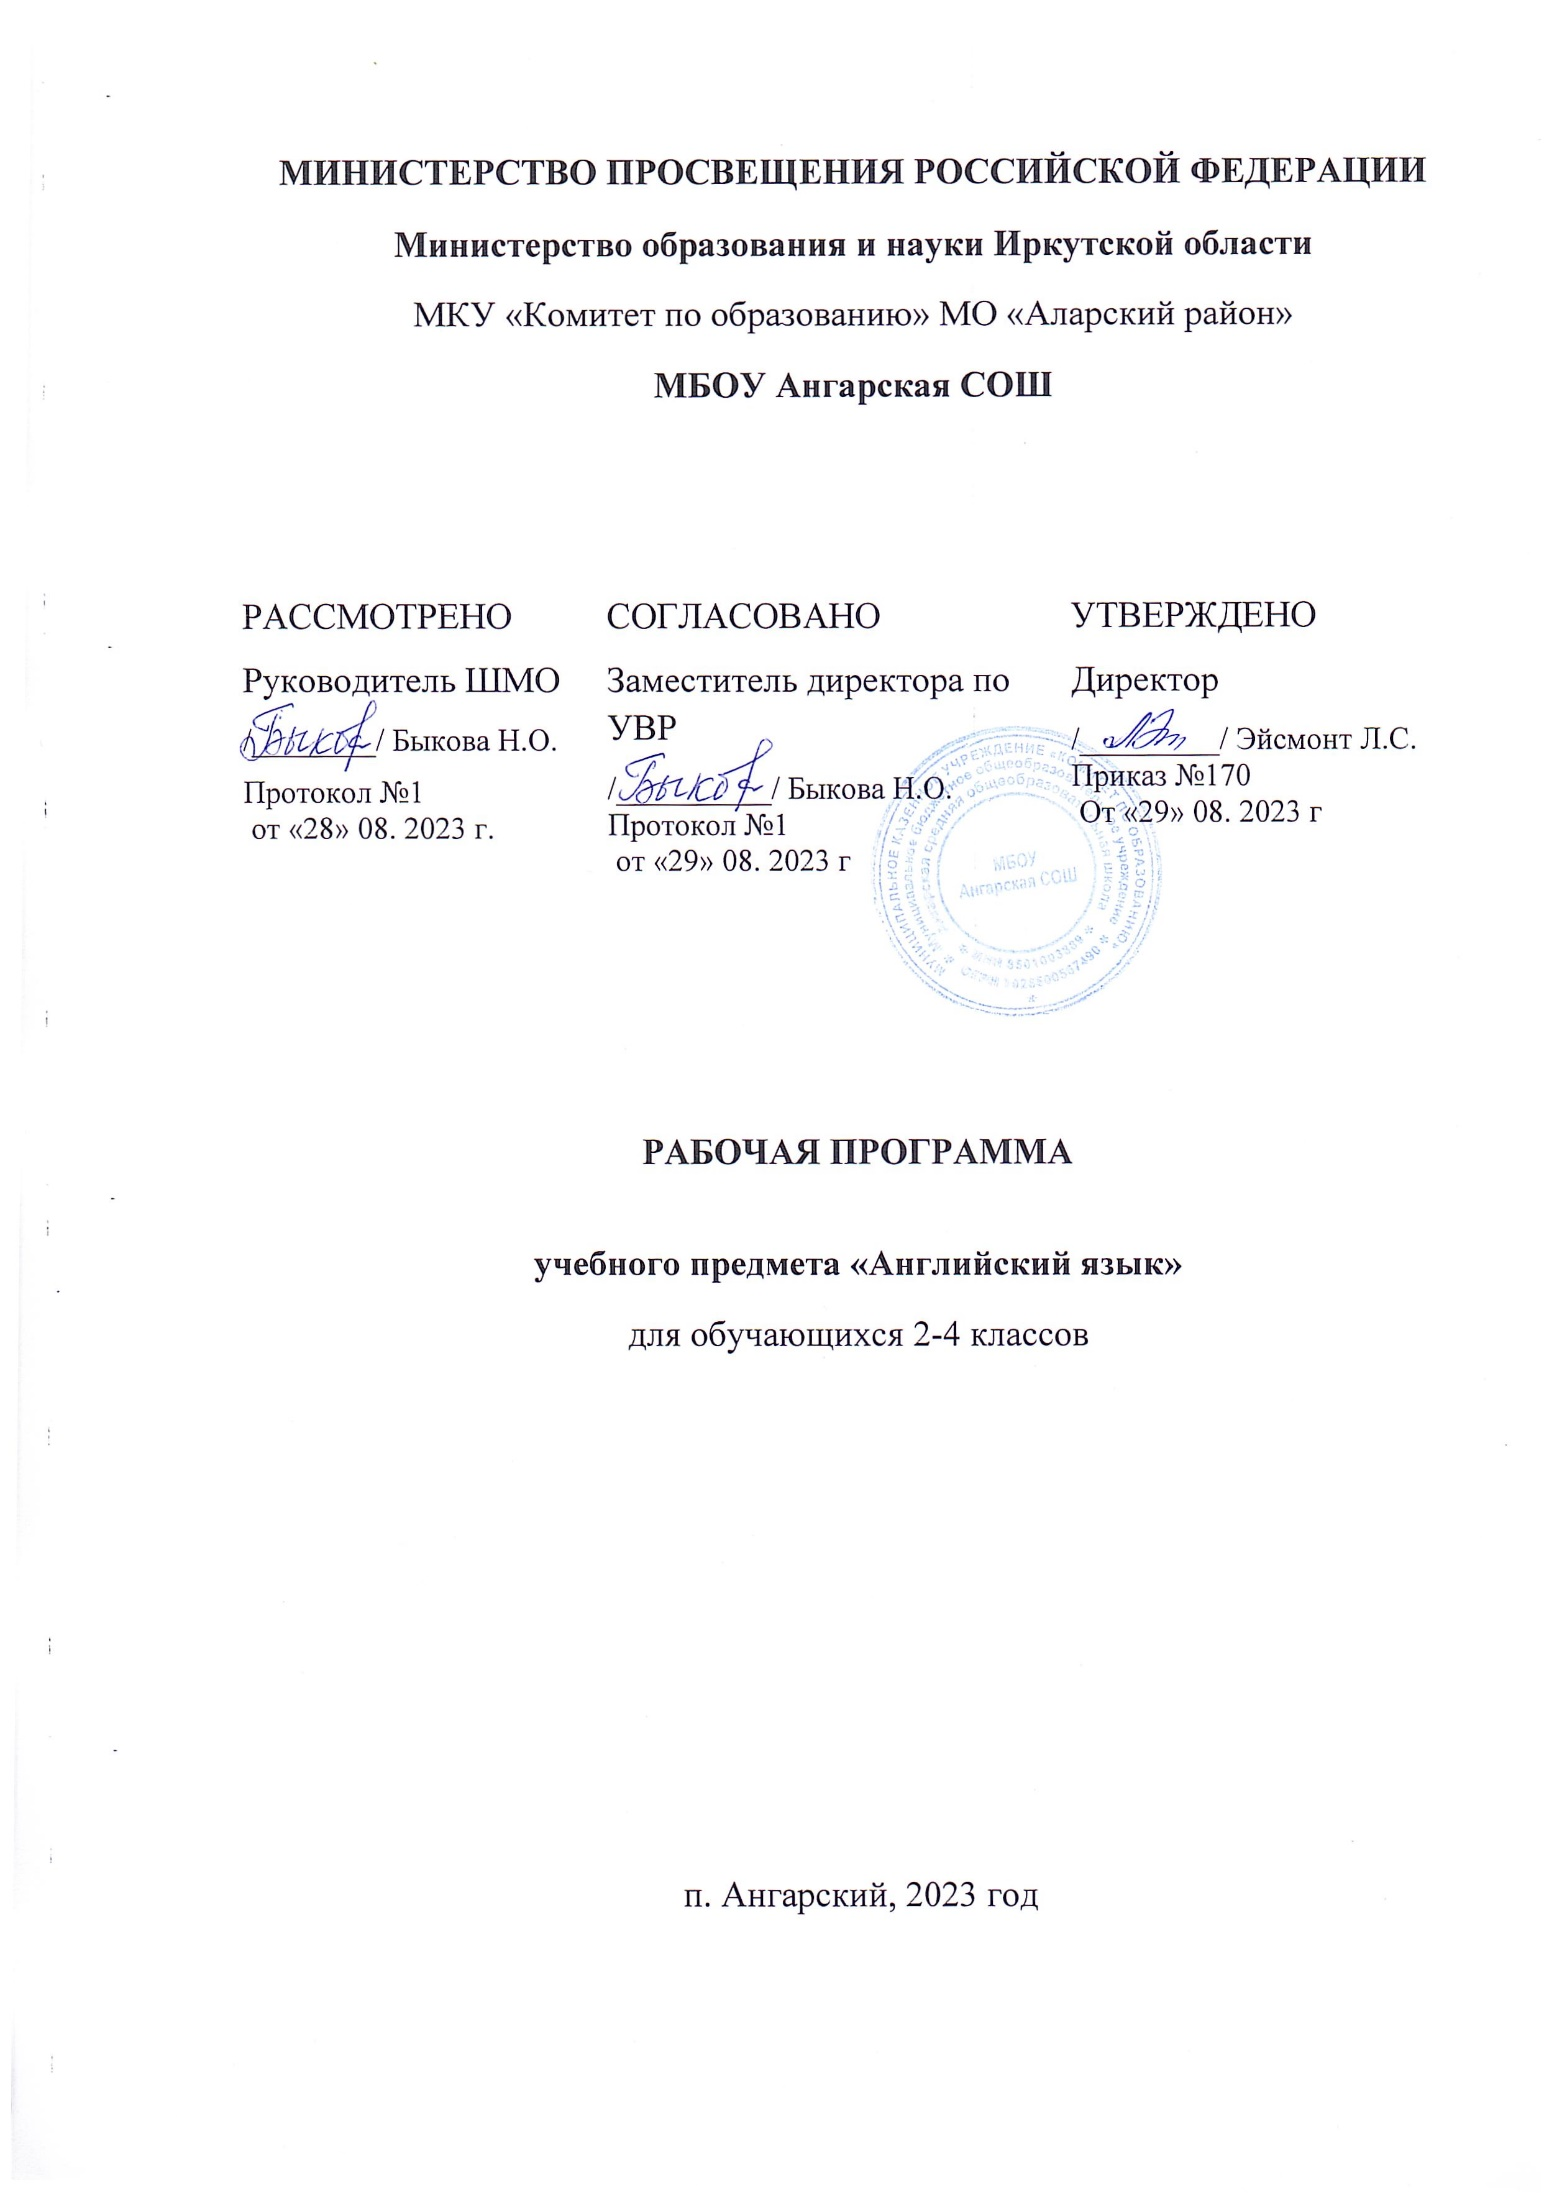 МИНИСТЕРСТВО ПРОСВЕЩЕНИЯ РОССИЙСКОЙ ФЕДЕРАЦИИ
Министерство образования и науки Иркутской области
МКУ «Комитет по образованию» МО «Аларский район»
МБОУ Ангарская СОШ
РАССМОТРЕНО
Руководитель ШМО
/Быков/ Быкова Н.О.
Протокол №1
от «28» 08. 2023 г.
СОГЛАСОВАНО
Заместитель директора по
УВР
/Быков/ Быкова Н.О.
Протокол №1
от «29» 08. 2023 г
УТВЕРЖДЕНО
Директор
/ / Эйсмонт Л.С.
Приказ №170
От «29» 08. 2023 г
МБОУ
Ангарская СОШ
РАБОЧАЯ ПРОГРАММА
учебного предмета «Английский язык»
для обучающихся 2-4 классов
п. Ангарский, 2023 год